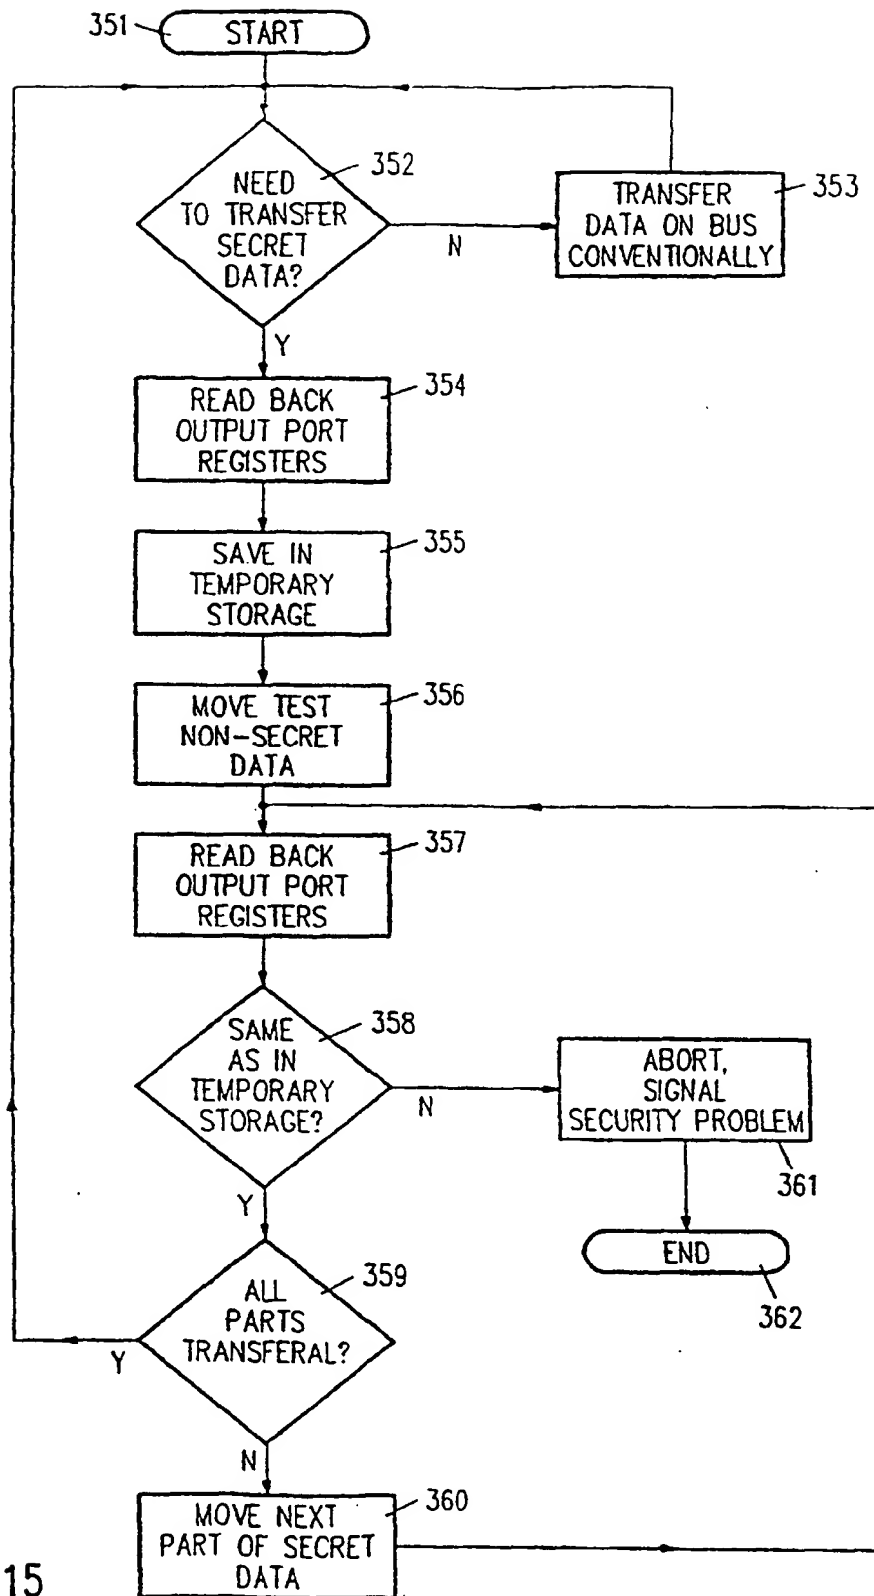 351
START
352
NEED
TO TRANSFER
SECRET
DATA?
N
Y
353
TRANSFER
DATA ON BUS
CONVENTIONALLY
354
READ BACK
OUTPUT PORT
REGISTERS
355
SAVE IN
TEMPORARY
STORAGE
356
MOVE TEST
NON-SECRET
DATA
357
READ BACK
OUTPUT PORT
REGISTERS
358
SAME
AS IN
TEMPORARY
STORAGE?
N
Y
ABORT,
SIGNAL
SECURITY PROBLEM
361
END
362
359
ALL
PARTS
TRANSFERAL?
Y
N
360
MOVE NEXT
PART OF SECRET
DATA
15